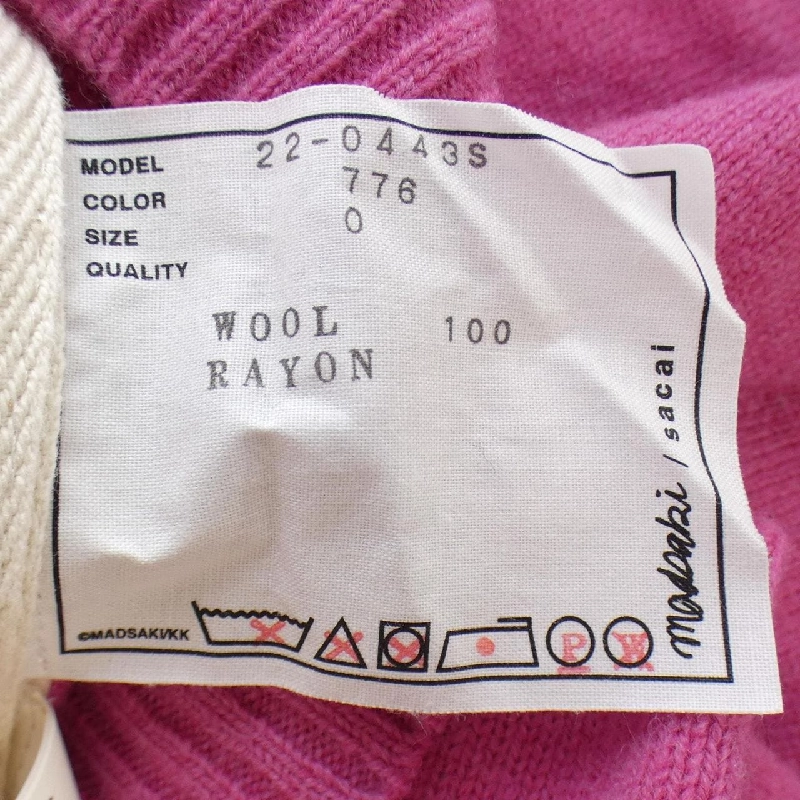 MODEL 22-0443S
COLOR 776
SIZE 0
QUALITY
WOOL 100
RAYON
madsaki / sacai
©MADSAKI/KK
P W